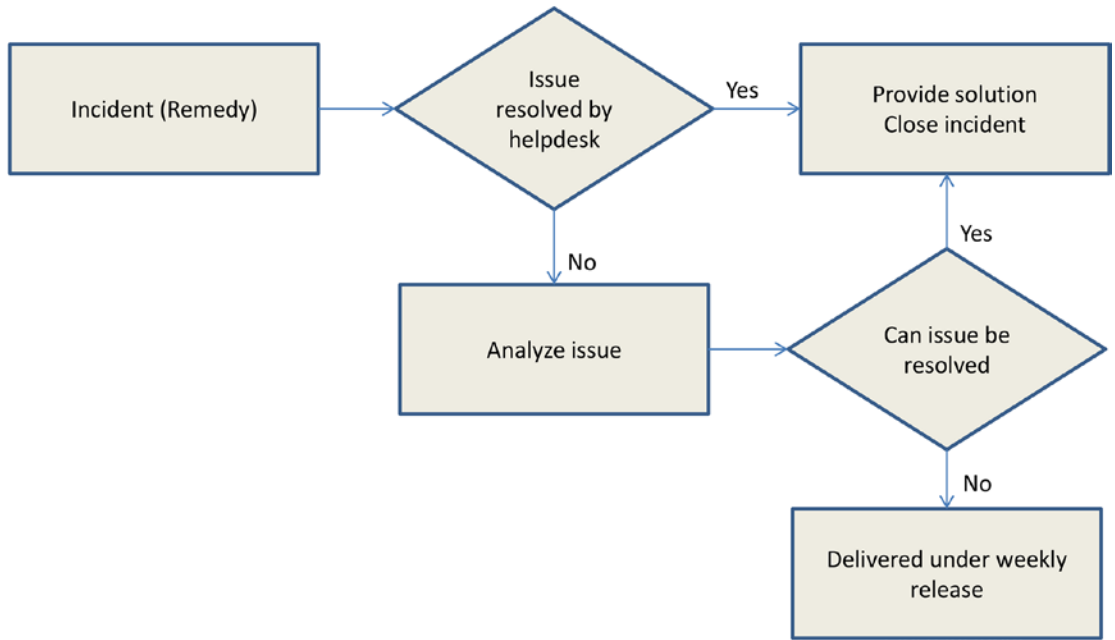 Incident (Remedy)
Issue
resolved by
helpdesk
Yes
Provide solution
Close incident
No
Yes
Analyze issue
Can issue be
resolved
No
Delivered under weekly
release